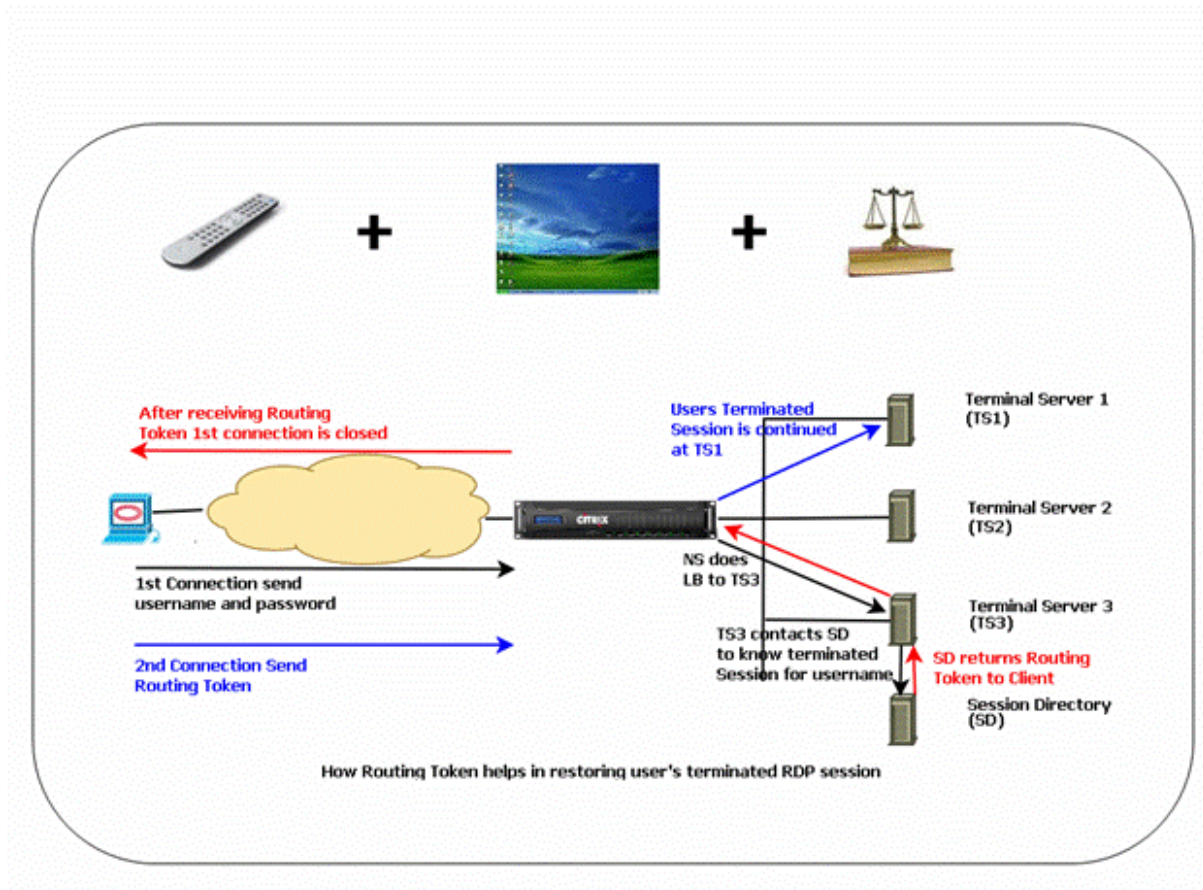 After receiving Routing
Token 1st connection is closed
Users Terminated
Session is continued
at TS1
Terminal Server 1
(TS1)
CITRIX
Terminal Server 2
(TS2)
NS does
LB to TS3
1st Connection send
username and password
Terminal Server 3
(TS3)
TS3 contacts SD
to know terminated
Session for username
2nd Connection Send
Routing Token
SD returns Routing
Token to Client
Session Directory
(SD)
How Routing Token helps in restoring user's terminated RDP session